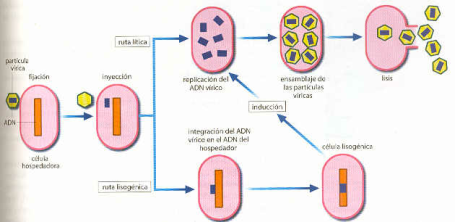 partícula
vírica
fijación
inyección
ADN
célula
hospedadora
ruta lítica
replicación del
ADN vírico
ensamblaje de
las partículas
víricas
lisis
inducción
integración del ADN
vírico en el ADN del
hospedador
célula lisogénica
ruta lisogénica